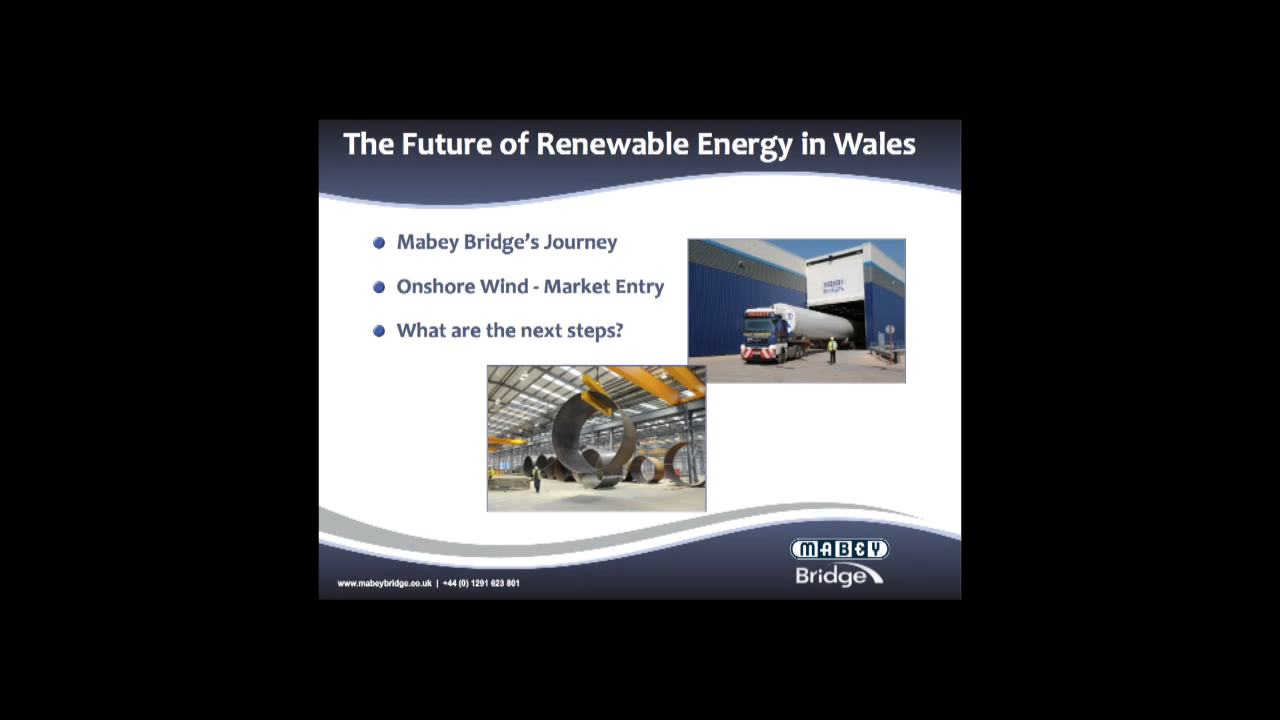 The Future of Renewable Energy in Wales
Mabey Bridge's Journey
Onshore Wind - Market Entry
What are the next steps?
MABEY
Bridge
www.mabeybridge.co.uk | +44 (0) 1291 623 801